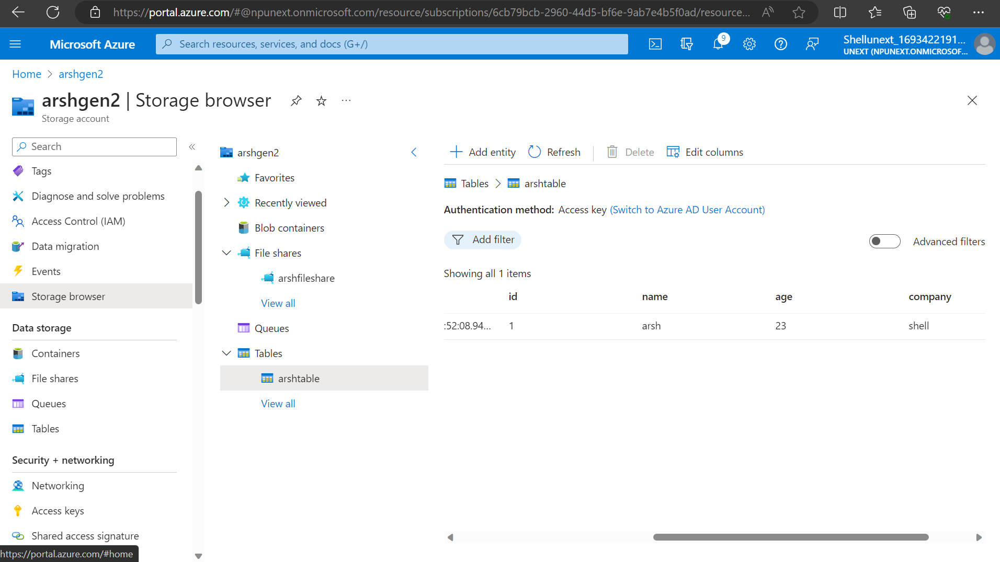 https://portal.azure.com/#@npunext.onmicrosoft.com/resource/subscriptions/6cb79bcb-2960-44d5-bf6e-9ab7e4b5f0ad/resource...
Microsoft Azure
Search resources, services, and docs (G+/)
9
Shellunext_1693422191...
UNEXT (NPUNEXT.ONMICROSOF...
Home > arshgen2
arshgen2 | Storage browser
Storage account
Search
Tags
Diagnose and solve problems
Access Control (IAM)
Data migration
Events
Storage browser
Data storage
Containers
File shares
Queues
Tables
Security + networking
Networking
Access keys
Shared access signature
https://portal.azure.com/#home
arshgen2
Favorites
Recently viewed
Blob containers
File shares
arshfileshare
View all
Queues
Tables
arshtable
View all
Add entity Refresh Delete Edit columns
Tables > arshtable
Authentication method: Access key (Switch to Azure AD User Account)
Add filter
Advanced filters
Showing all 1 items
id name age company
:52:08.94... 1 arsh 23 shell